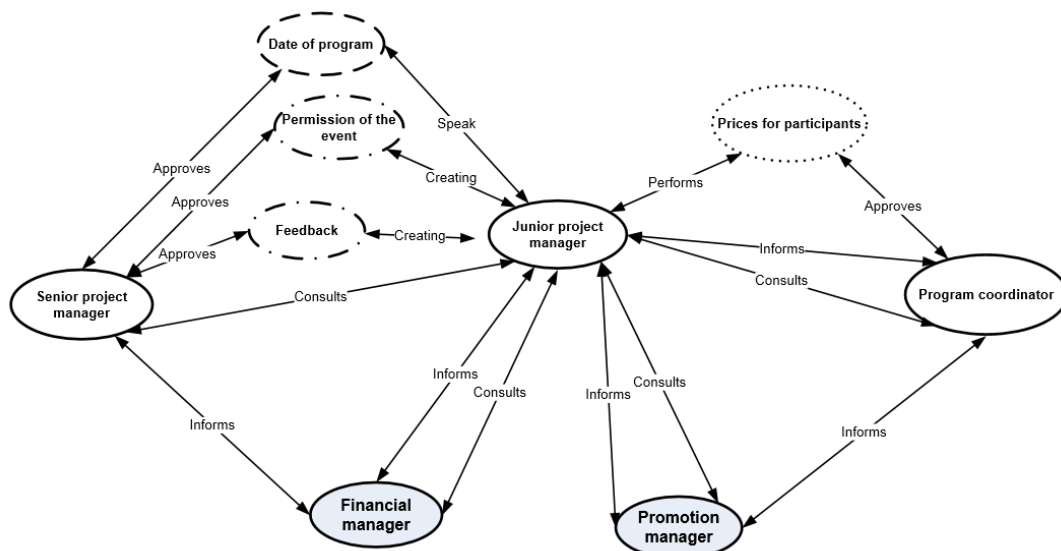 Date of program
Permission of the
event
Speak
Prices for participants
Approves
Creating
Performs
Approves
Approves
Feedback
Creating
Junior project
manager
Approves
Informs
Consults
Senior project
manager
Consults
Program coordinator
Informs
Consults
Informs
Consults
Informs
Informs
Financial
manager
Promotion
manager